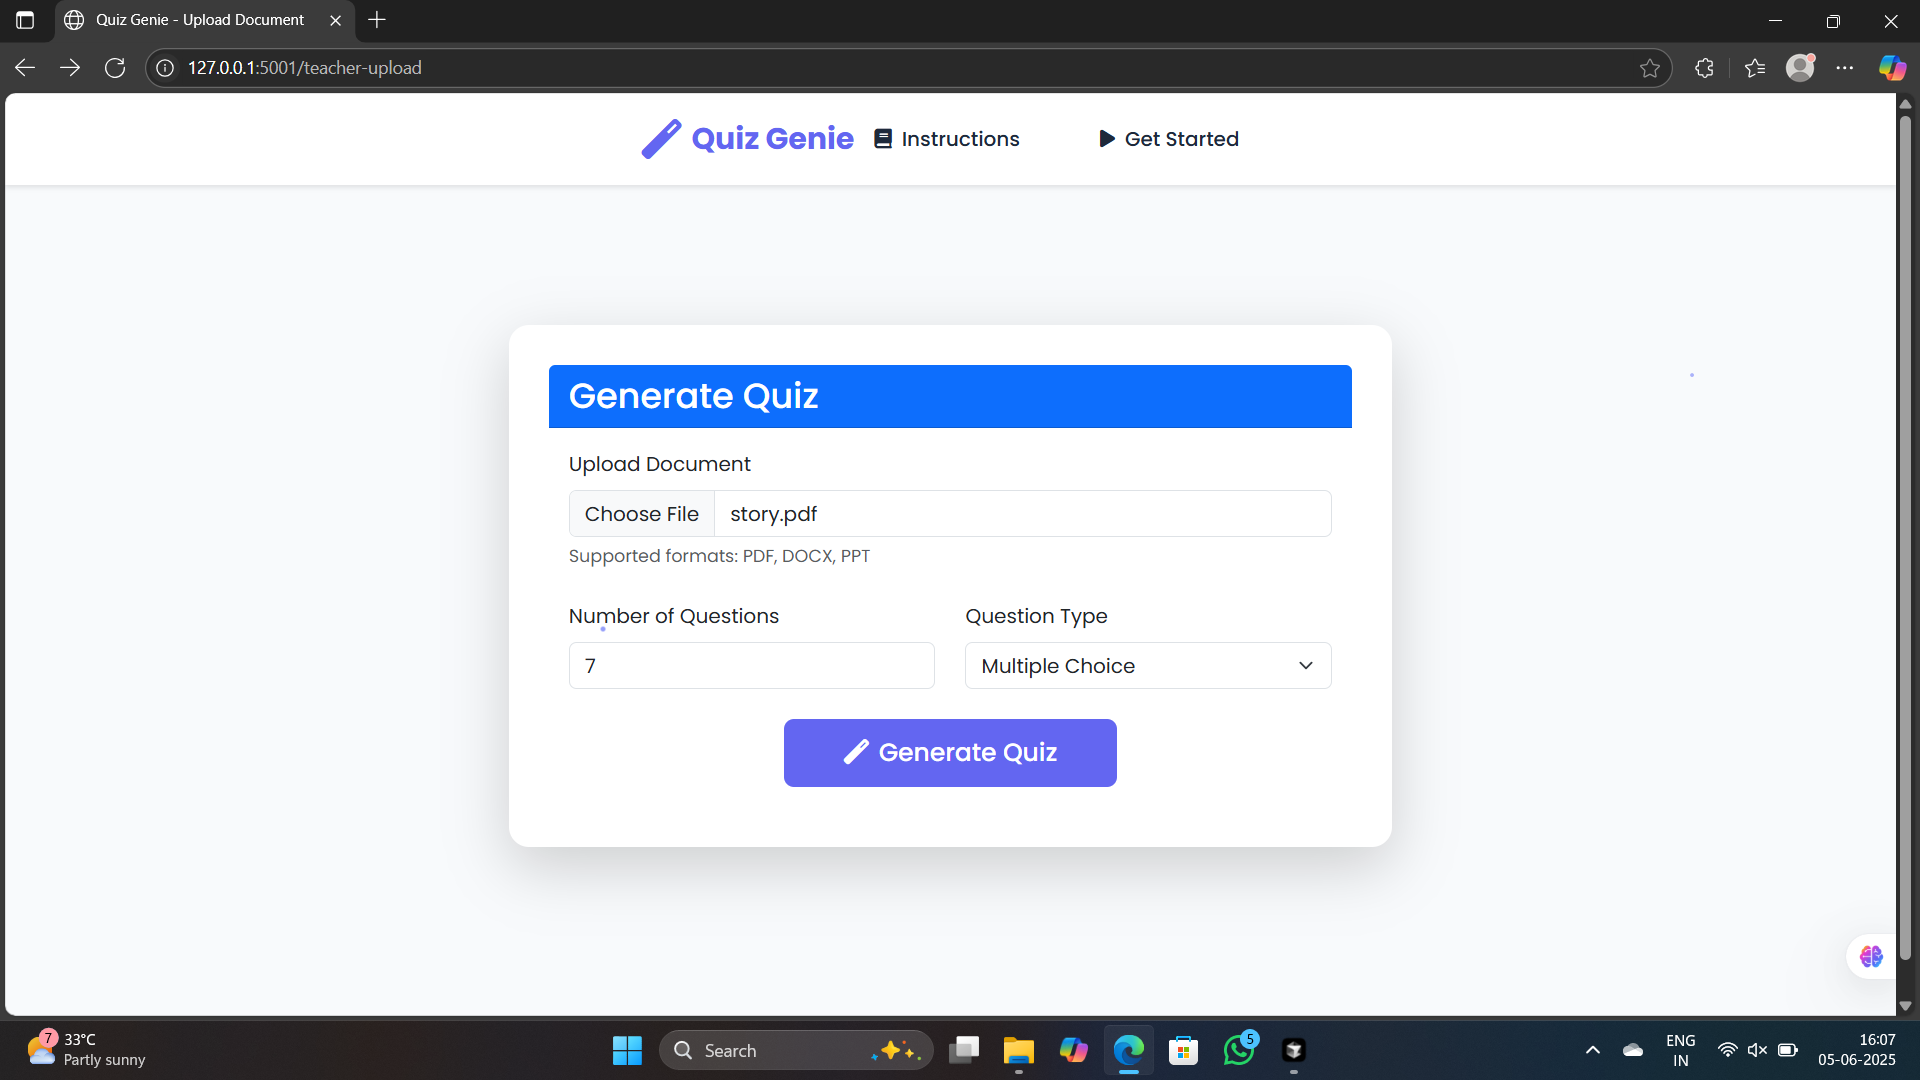 Quiz Genie - Upload Document
127.0.0.1:5001/teacher-upload
Quiz Genie
Instructions
Get Started
Generate Quiz
Upload Document
Choose File
story.pdf
Supported formats: PDF, DOCX, PPT
Number of Questions
Question Type
7
Multiple Choice
Generate Quiz
7
33°C
Partly sunny
Search
5
ENG
IN
16:07
05-06-2025